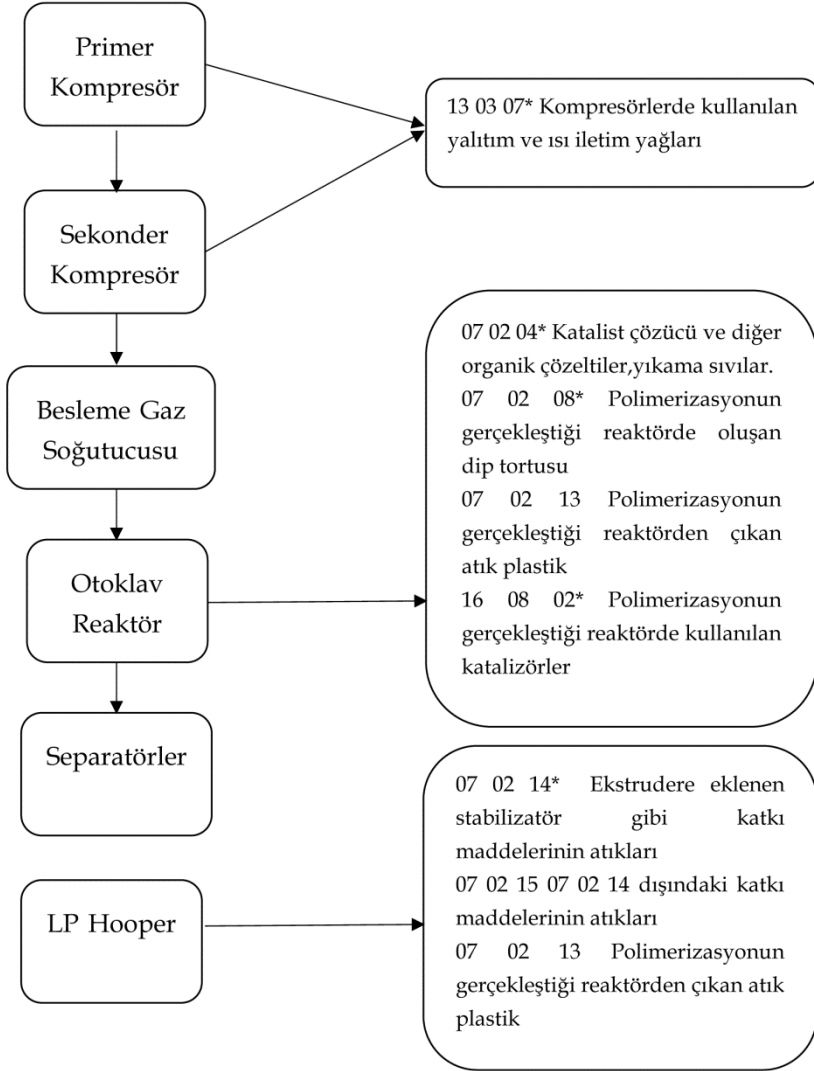 Primer
Kompresör
13 03 07* Kompresörlerde kullanılan
yalıtım ve ısı iletim yağları
Sekonder
Kompresör
Besleme Gaz
Soğutucusu
07 02 04* Katalist çözücü ve diğer
organik çözeltiler,yıkama sıvılar.
07 02 08* Polimerizasyonun
gerçekleştiği reaktörde oluşan
dip tortusu
07 02 13 Polimerizasyonun
gerçekleştiği reaktörden çıkan
atık plastik
16 08 02* Polimerizasyonun
gerçekleştiği reaktörde kullanılan
katalizörler
Otoklav
Reaktör
Separatörler
07 02 14* Ekstrudere eklenen
stabilizatör gibi katkı
maddelerinin atıkları
07 02 15 07 02 14 dışındaki katkı
maddelerinin atıkları
07 02 13 Polimerizasyonun
gerçekleştiği reaktörden çıkan atık
plastik
LP Hooper